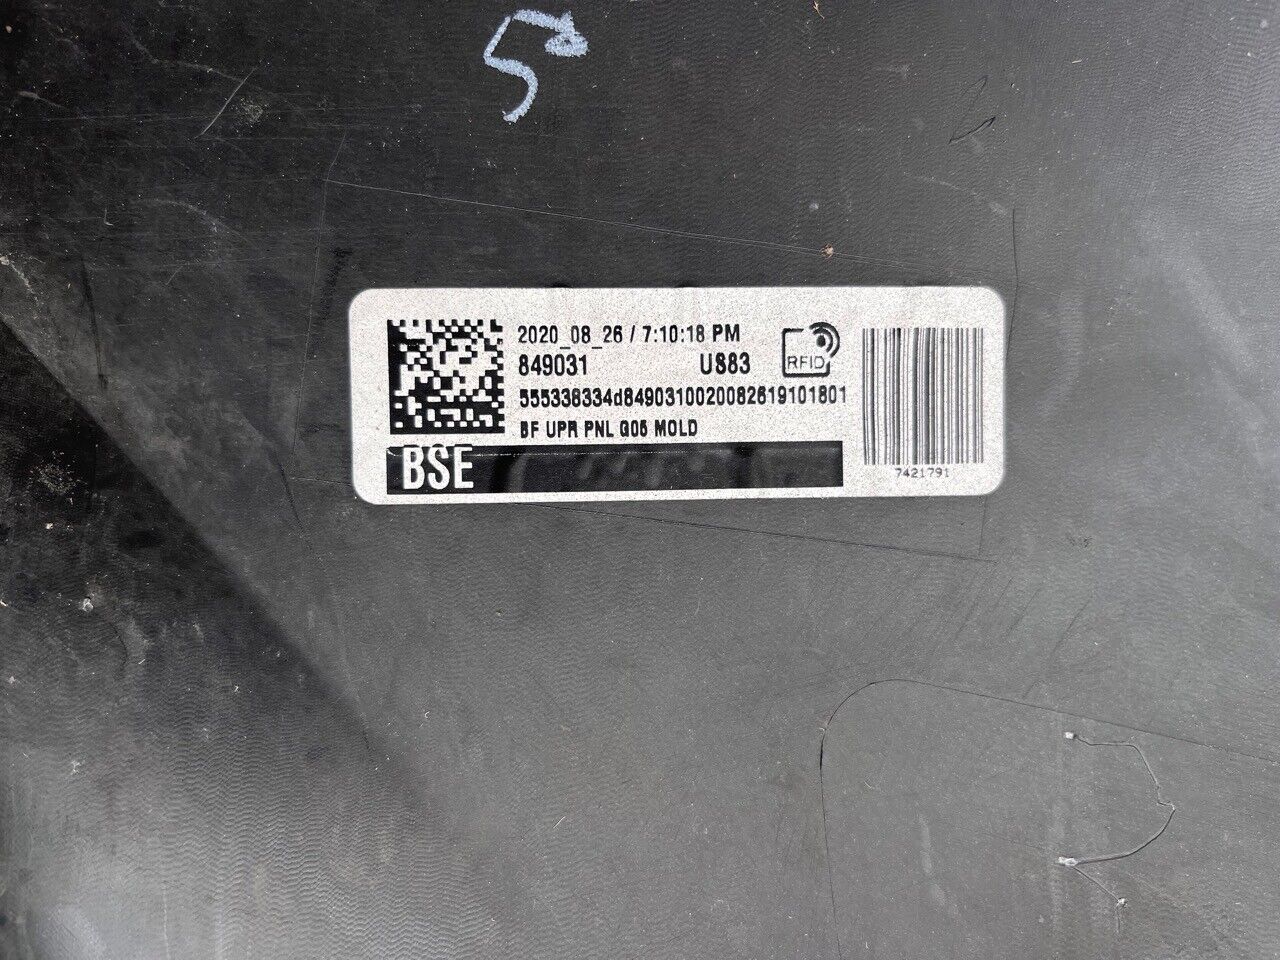 5
2020_08_26 / 7:10:18 PM
849031 US83
RFID
555338334d8490310020082619101801
BF UPR PNL G05 MOLD
BSE
7421791